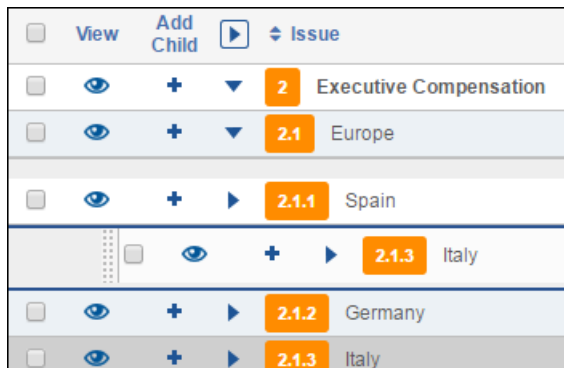 View Add Child Issue
2 Executive Compensation
2.1 Europe
2.1.1 Spain
2.1.3 Italy
2.1.2 Germany
2.1.3 Italy